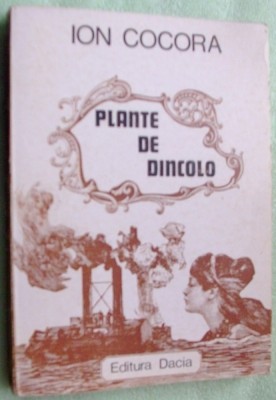 ION COCORA
PLANTE
DE
DINCOLO
Editura Dacia